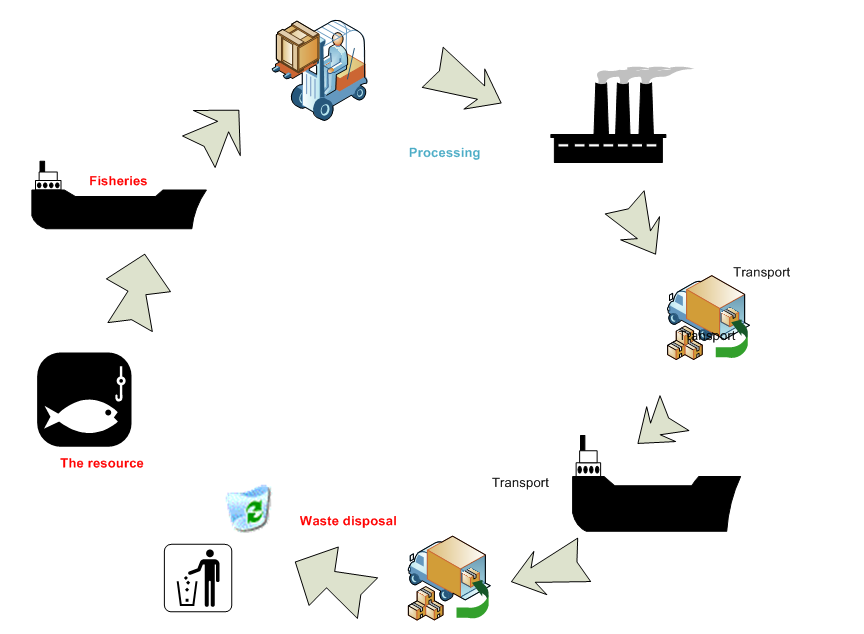 Processing
Fisheries
Transport
Transport
The resource
Transport
Waste disposal